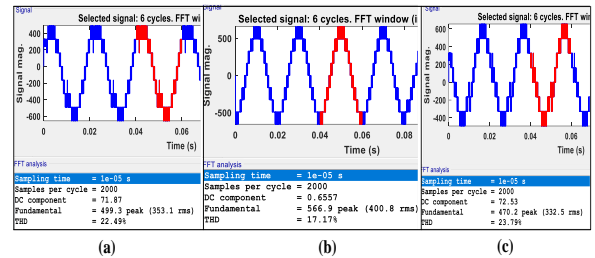 Signal
Selected signal: 6 cycles. FFT wi
Signal mag.
400
200
0
-200
-400
-600
0
0.02
0.04
0.06
Time (s)
FFT analysis
Sampling time = 1e-05 s
Samples per cycle = 2000
DC component = 71.87
Fundamental = 499.3 peak (353.1 rms)
THD = 22.49%
(a)
Signal
Selected signal: 6 cycles. FFT window (i
Signal mag.
500
0
-500
0
0.02
0.04
0.06
Time (s)
FFT analysis
Sampling time = 1e-05 s
Samples per cycle = 2000
DC component = 0.6557
Fundamental = 566.9 peak (400.8 rms)
THD = 17.17%
(b)
Signal
Selected signal: 6 cycles. FFT win
Signal mag.
600
400
200
0
-200
-400
0
0.02
0.04
0.06
Time (s)
FFT analysis
Sampling time = 1e-05 s
Samples per cycle = 2000
DC component = 72.53
Fundamental = 470.2 peak (332.5 rms)
THD = 23.79%
(c)